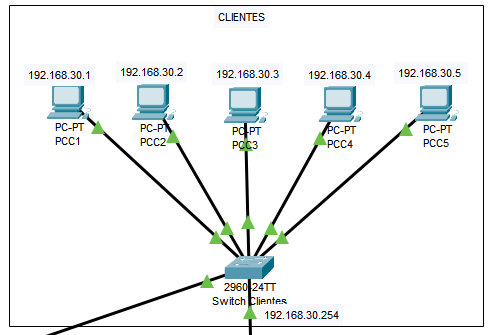 CLIENTES
192.168.30.1
192.168.30.2
192.168.30.3
192.168.30.4
192.168.30.5
PC-PT
PCC1
PC-PT
PCC2
PC-PT
PCC3
PC-PT
PCC4
PC-PT
PCC5
2960-24TT
Switch Clientes
192.168.30.254